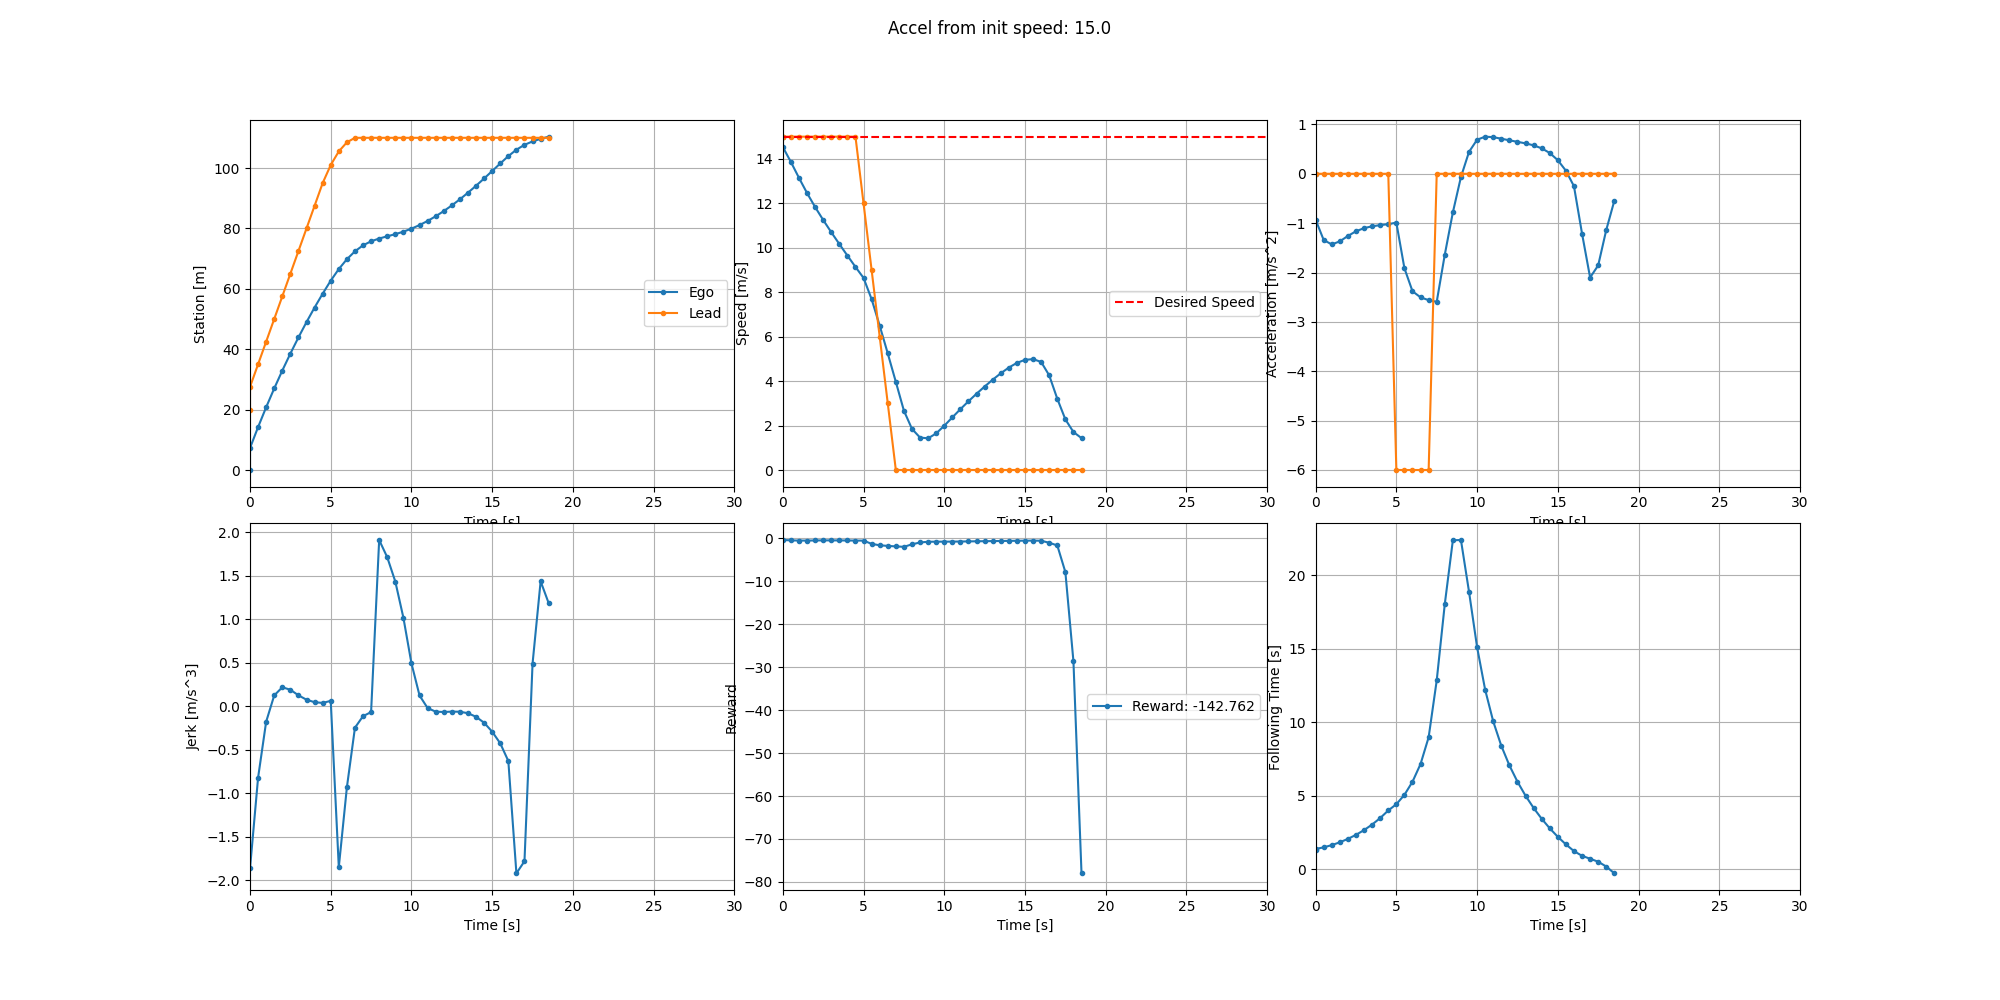 Accel from init speed: 15.0
Station [m]
100
80
60
40
20
0
0 5 10 15 20 25 30
Time [s]
Ego
Lead
Speed [m/s]
14
12
10
8
6
4
2
0
0 5 10 15 20 25 30
Time [s]
Desired Speed
Acceleration [m/s^2]
1
0
−1
−2
−3
−4
−5
−6
0 5 10 15 20 25 30
Time [s]
Jerk [m/s^3]
2.0
1.5
1.0
0.5
0.0
−0.5
−1.0
−1.5
−2.0
0 5 10 15 20 25 30
Time [s]
Reward
0
−10
−20
−30
−40
−50
−60
−70
−80
0 5 10 15 20 25 30
Time [s]
Reward: -142.762
Following Time [s]
20
15
10
5
0
0 5 10 15 20 25 30
Time [s]